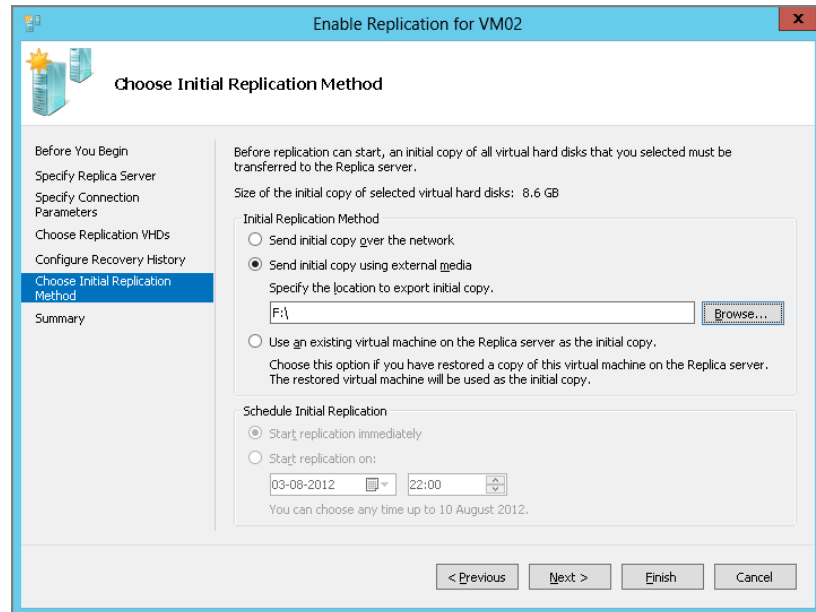 Enable Replication for VM02
x
Choose Initial Replication Method
Before You Begin
Specify Replica Server
Specify Connection
Parameters
Choose Replication VHDs
Configure Recovery History
Choose Initial Replication
Method
Summary
Before replication can start, an initial copy of all virtual hard disks that you selected must be
transferred to the Replica server.
Size of the initial copy of selected virtual hard disks: 8.6 GB
Initial Replication Method
Send initial copy over the network
Send initial copy using external media
Specify the location to export initial copy.
F:\
Browse...
Use an existing virtual machine on the Replica server as the initial copy.
Choose this option if you have restored a copy of this virtual machine on the Replica server.
The restored virtual machine will be used as the initial copy.
Schedule Initial Replication
Start replication immediately
Start replication on:
03-08-2012
22:00
You can choose any time up to 10 August 2012.
< Previous
Next >
Finish
Cancel